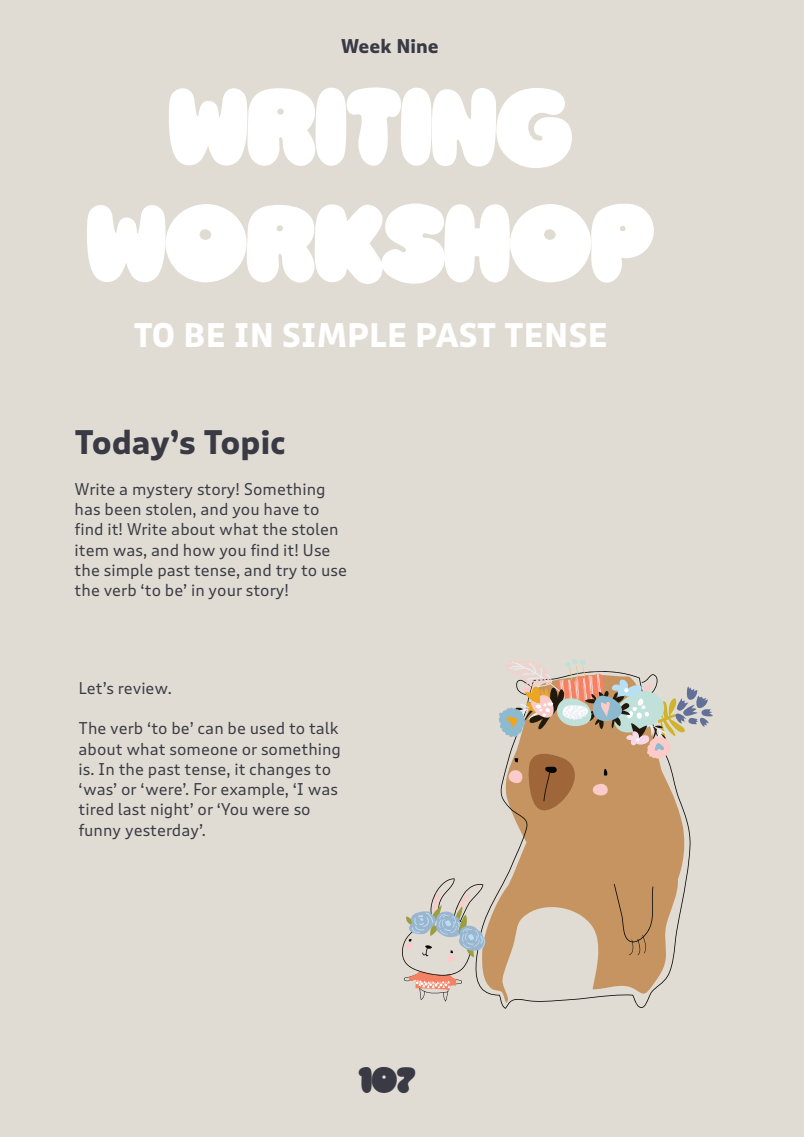 Week Nine
WRITING
WORKSHOP
TO BE IN SIMPLE PAST TENSE
Today’s Topic
Write a mystery story! Something
has been stolen, and you have to
find it! Write about what the stolen
item was, and how you find it! Use
the simple past tense, and try to use
the verb ‘to be’ in your story!
Let’s review.
The verb ‘to be’ can be used to talk
about what someone or something
is. In the past tense, it changes to
‘was’ or ‘were’. For example, ‘I was
tired last night’ or ‘You were so
funny yesterday’.
107